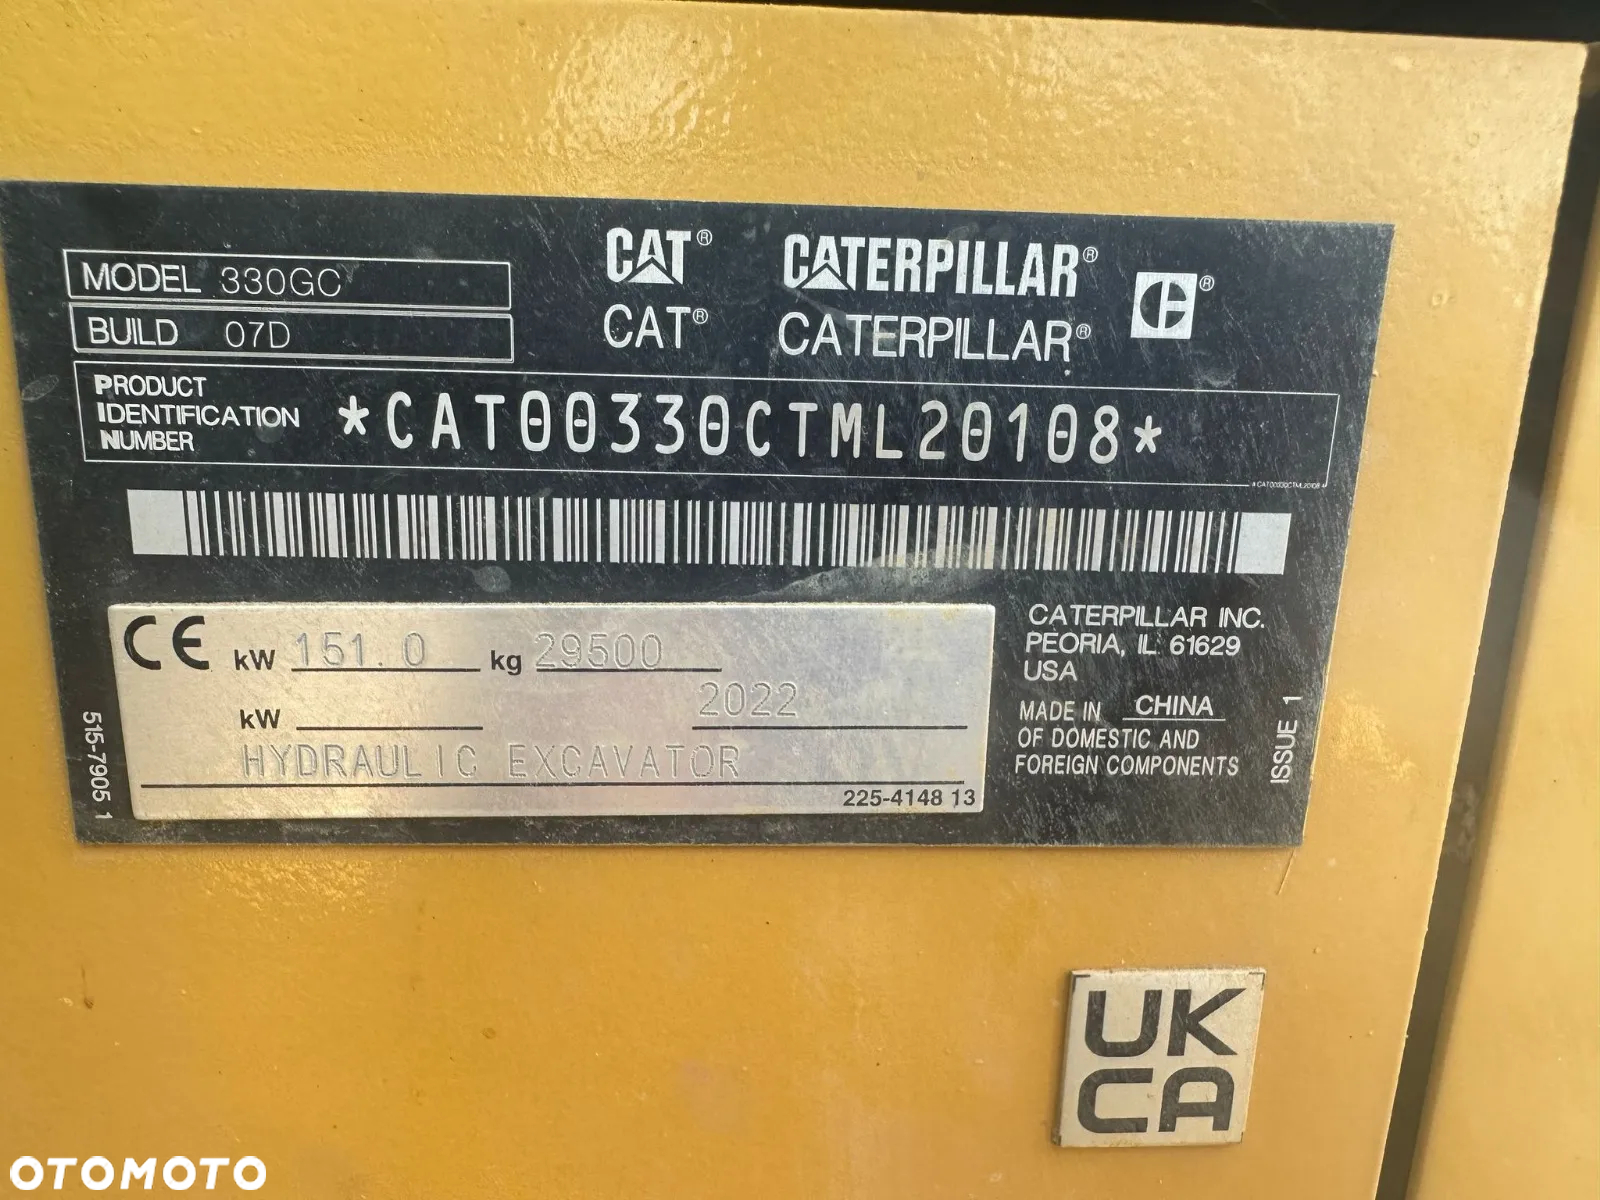 MODEL 330GC
BUILD 07D
CAT® CATERPILLAR® ®
CAT® CATERPILLAR®
PRODUCT
IDENTIFICATION
NUMBER
*CAT00330CTML20108*
*CAT00330CTML20108*
CE kW 151.0 kg 29500
kW 2022
HYDRAULIC EXCAVATOR
225-4148 13
515-7905 1
CATERPILLAR INC.
PEORIA, IL 61629
USA
MADE IN CHINA
OF DOMESTIC AND
FOREIGN COMPONENTS
ISSUE 1
UK
CA
OTOMOTO